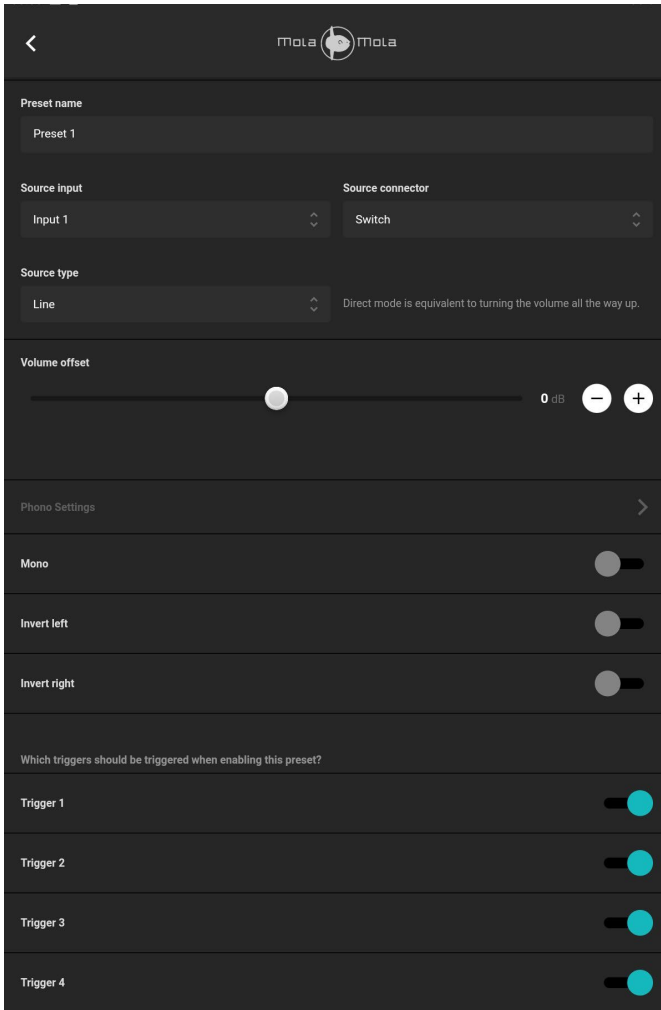 mola mola
Preset name
Preset 1
Source input
Source connector
Input 1
Switch
Source type
Line
Direct mode is equivalent to turning the volume all the way up.
Volume offset
0 dB
Phono Settings
Mono
Invert left
Invert right
Which triggers should be triggered when enabling this preset?
Trigger 1
Trigger 2
Trigger 3
Trigger 4